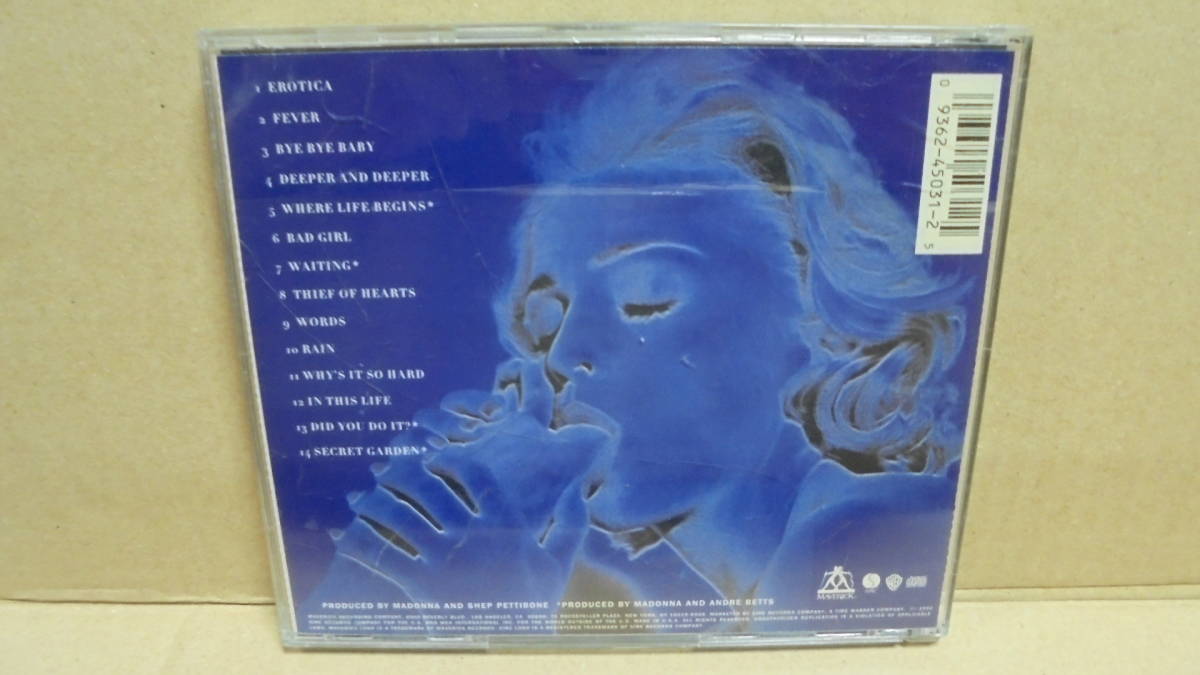 1 EROTICA
2 FEVER
3 BYE BYE BABY
4 DEEPER AND DEEPER
5 WHERE LIFE BEGINS*
6 BAD GIRL
7 WAITING*
8 THIEF OF HEARTS
9 WORDS
10 RAIN
11 WHY'S IT SO HARD
12 IN THIS LIFE
13 DID YOU DO IT?*
14 SECRET GARDEN*
0 9362-45031-2 5
MAVERICK
PRODUCED BY MADONNA AND SHEP PETTIBONE *PRODUCED BY MADONNA AND ANDRE BETTS